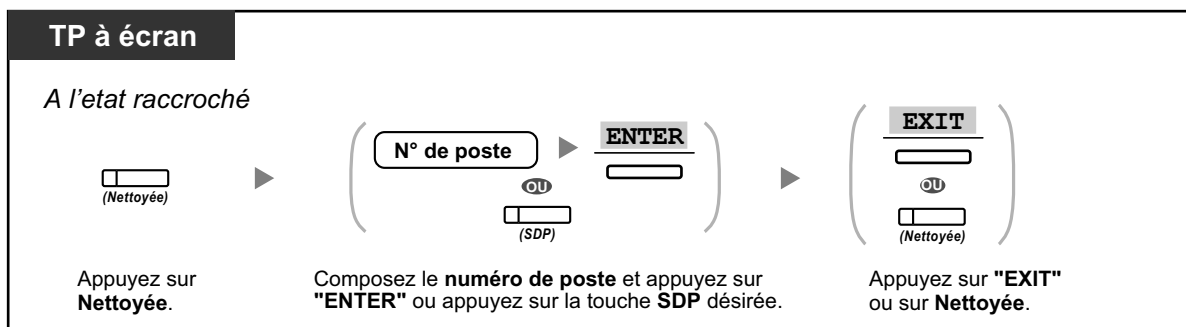 TP à écran
A l'etat raccroché
(Nettoyée)
N° de poste
ENTER
OU
(SDP)
EXIT
OU
(Nettoyée)
Appuyez sur
Nettoyée.
Composez le numéro de poste et appuyez sur
"ENTER" ou appuyez sur la touche SDP désirée.
Appuyez sur "EXIT"
ou sur Nettoyée.